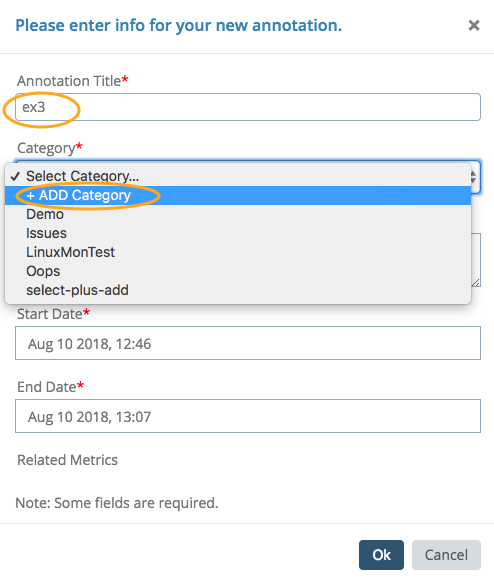 Please enter info for your new annotation. ×
Annotation Title*
ex3
Category*
✓ Select Category...
+ ADD Category
Demo
Issues
LinuxMonTest
Oops
select-plus-add
Start Date*
Aug 10 2018, 12:46
End Date*
Aug 10 2018, 13:07
Related Metrics
Note: Some fields are required.
Ok Cancel